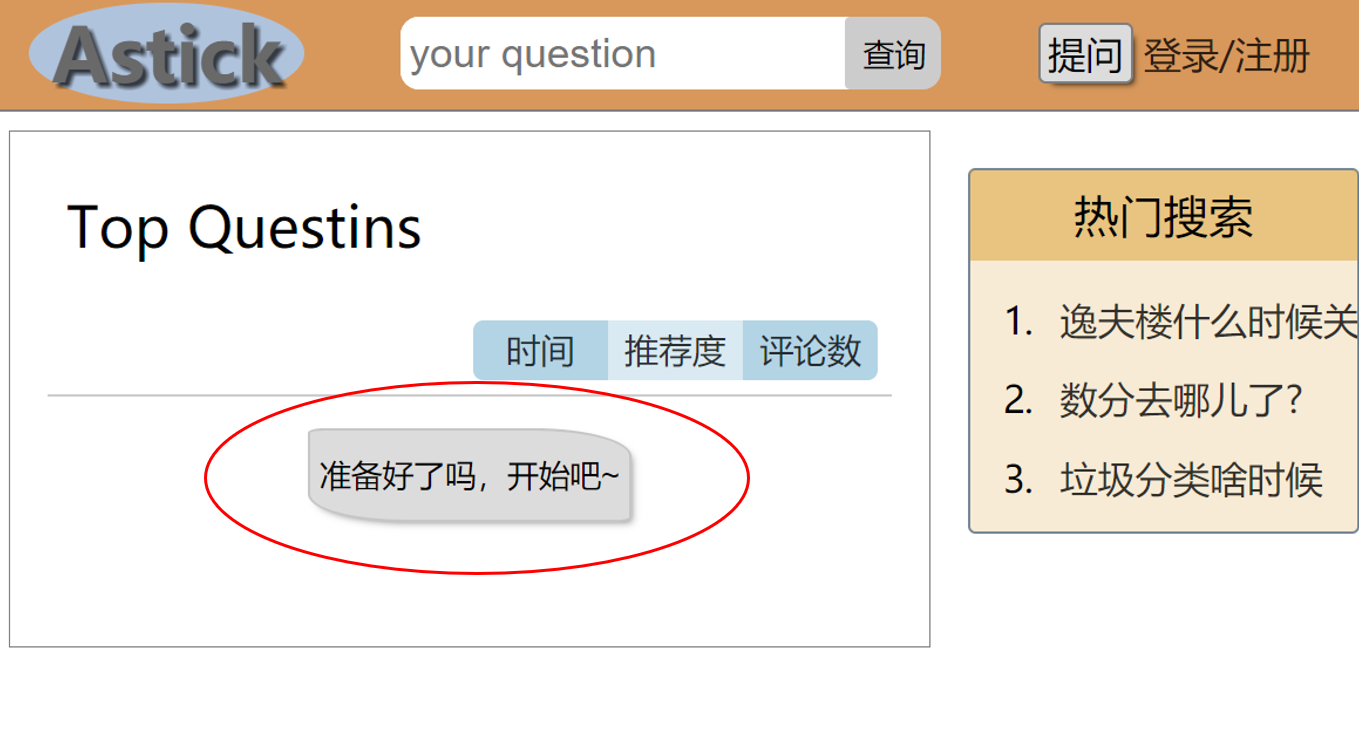 Astick
your question
查询
提问
登录/注册
Top Questins
时间
推荐度
评论数
准备好了吗，开始吧~
热门搜索
1. 逸夫楼什么时候关
2. 数分去哪儿了?
3. 垃圾分类啥时候